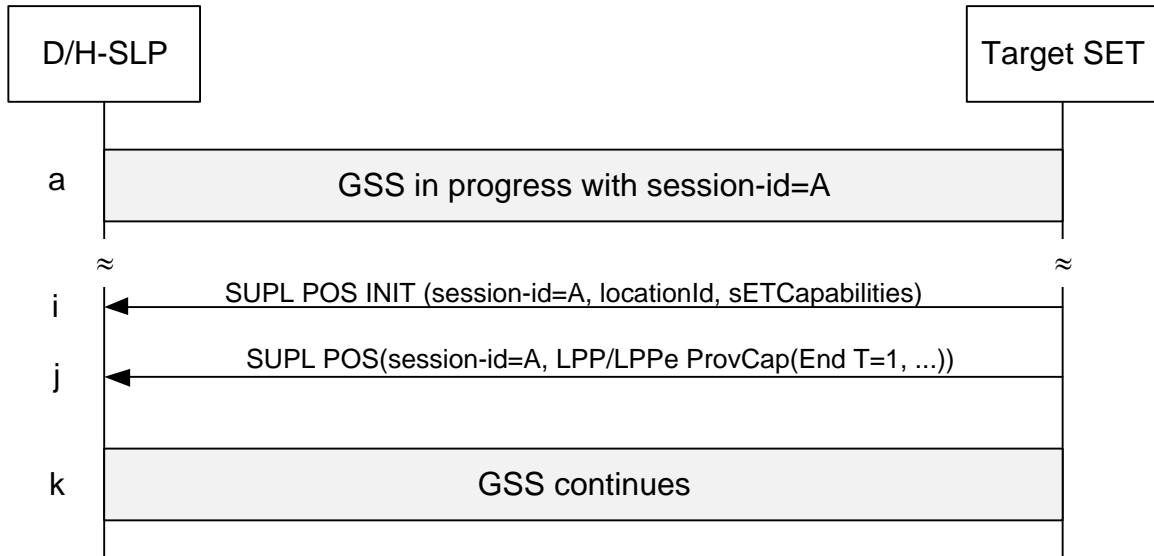 D/H-SLP
Target SET
a
GSS in progress with session-id=A
≈ ≈
i
SUPL POS INIT (session-id=A, locationId, sETCapabilities)
j
SUPL POS(session-id=A, LPP/LPPe ProvCap(End T=1, ...))
k
GSS continues